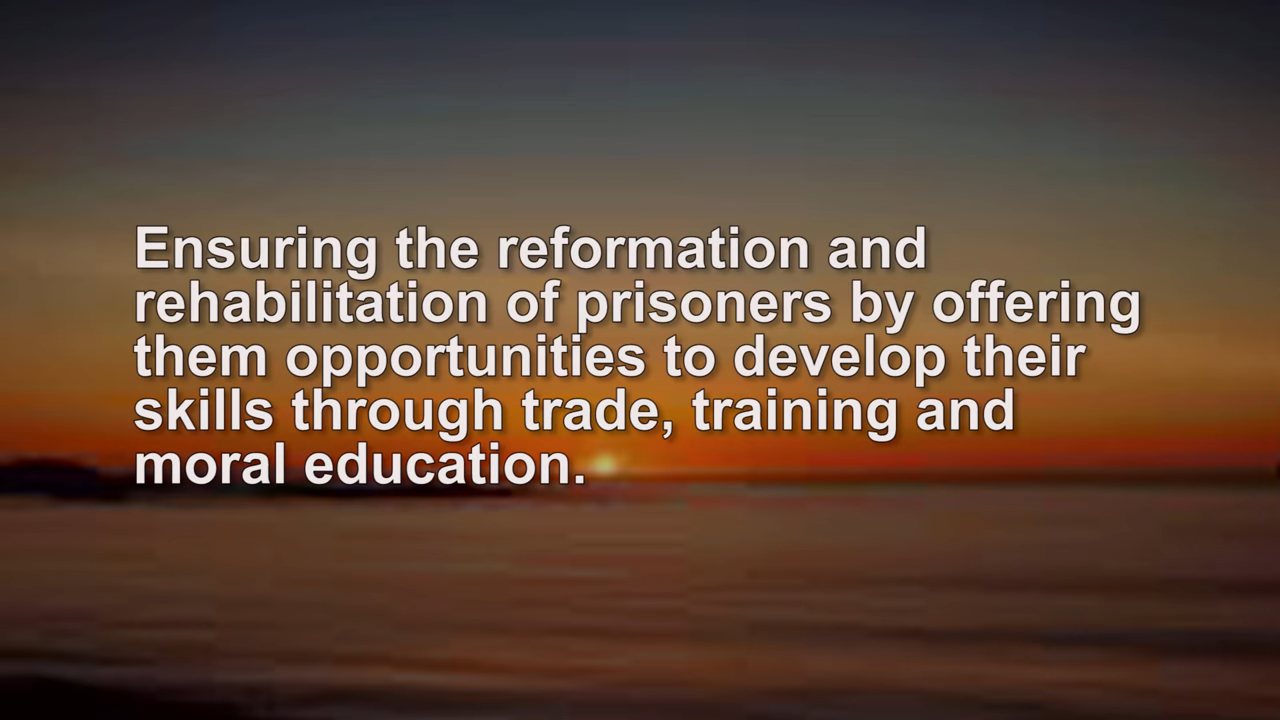 Ensuring the reformation and
rehabilitation of prisoners by offering
them opportunities to develop their
skills through trade, training and
moral education.